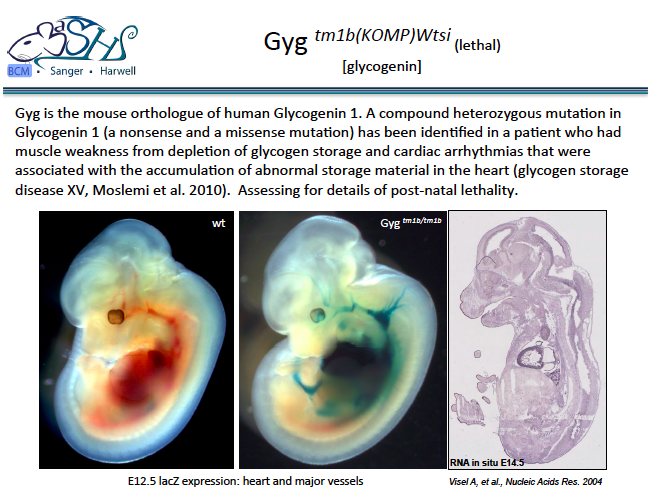 BaSH
BCM • Sanger • Harwell
Gyg tm1b(KOMP)Wtsi (lethal)
[glycogenin]
Gyg is the mouse orthologue of human Glycogenin 1. A compound heterozygous mutation in
Glycogenin 1 (a nonsense and a missense mutation) has been identified in a patient who had
muscle weakness from depletion of glycogen storage and cardiac arrhythmias that were
associated with the accumulation of abnormal storage material in the heart (glycogen storage
disease XV, Moslemi et al. 2010). Assessing for details of post-natal lethality.
wt
Gyg tm1b/tm1b
RNA in situ E14.5
E12.5 lacZ expression: heart and major vessels
Visel A, et al., Nucleic Acids Res. 2004